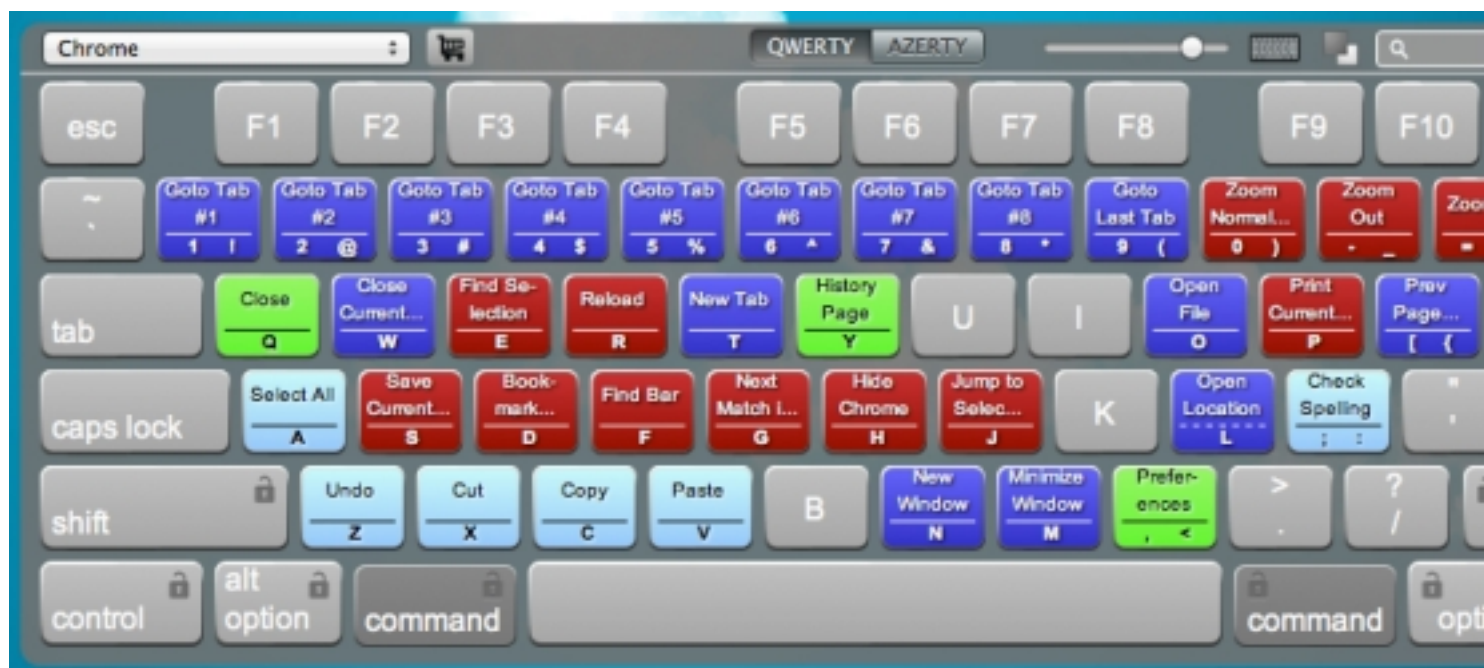 Chrome QWERTY AZERTY
esc F1 F2 F3 F4 F5 F6 F7 F8 F9 F10
~ Goto Tab Goto Tab Goto Tab Goto Tab Goto Tab Goto Tab Goto Tab Goto Tab Goto Zoom Zoom Zoo
#1 #2 #3 #4 #5 #6 #7 #8 Last Tab Normal... Out
` 1 ! 2 @ 3 # 4 $ 5 % 6 ^ 7 & 8 * 9 ( 0 ) - _ =
Close Close Find Se- Reload New Tab History U I Open Print Prev
Current... lection Page File Current... Page...
tab Q W E R T Y O P [ {
Select All Save Book- Find Bar Next Hide Jump to K Open Check "
Current... mark... Match i... Chrome Selec... Location Spelling
caps lock A S D F G H J L ; : '
Undo Cut Copy Paste B New Minimize Prefer- > ?
Window Window ences
shift Z X C V N M , < . /
alt
control option command command opti